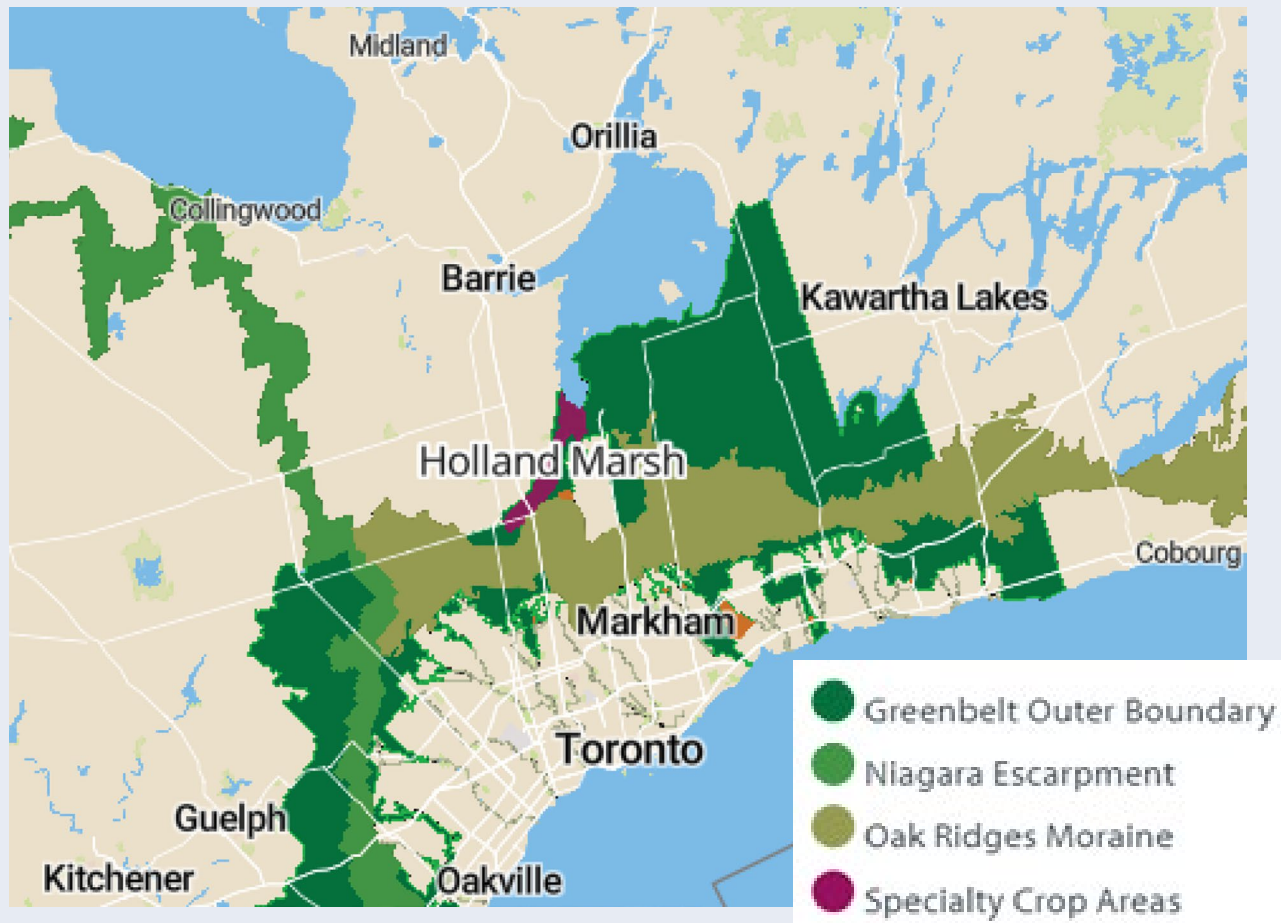 Midland
Orillia
Collingwood
Barrie
Kawartha Lakes
Holland Marsh
Cobourg
Markham
Toronto
Guelph
Kitchener
Oakville
Greenbelt Outer Boundary
Niagara Escarpment
Oak Ridges Moraine
Specialty Crop Areas